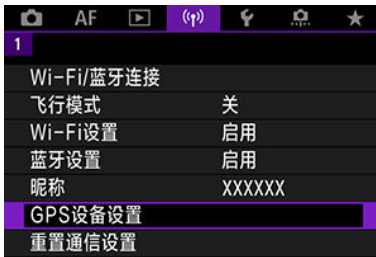 AF
1
Wi-Fi/蓝牙连接
飞行模式 关
Wi-Fi设置 启用
蓝牙设置 启用
昵称 XXXXXX
GPS设备设置
重置通信设置